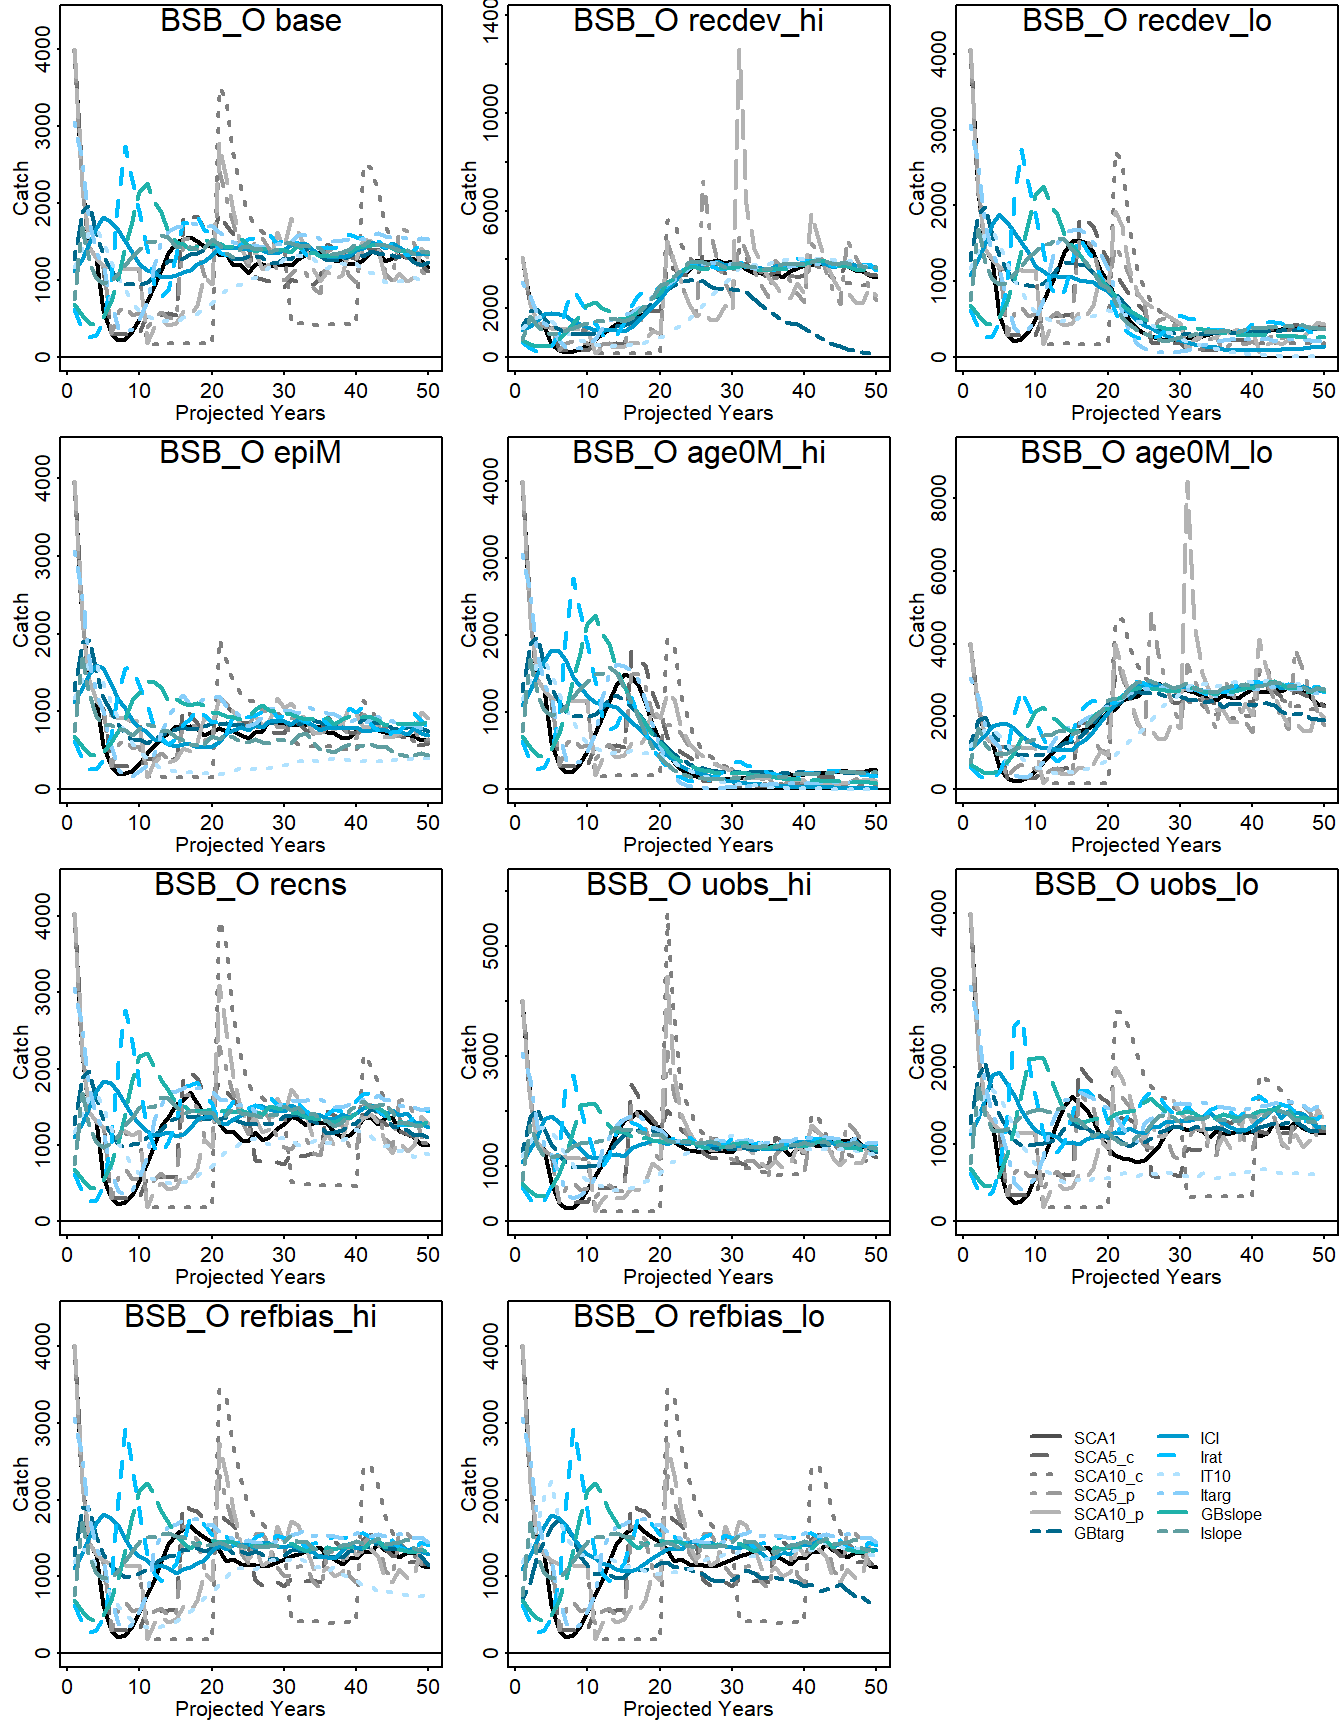 BSB_O base
Catch
0 1000 2000 3000 4000
0 10 20 30 40 50
Projected Years
BSB_O recdev_hi
Catch
0 2000 6000 10000 1400
0 10 20 30 40 50
Projected Years
BSB_O recdev_lo
Catch
0 1000 2000 3000 4000
0 10 20 30 40 50
Projected Years
BSB_O epiM
Catch
0 1000 2000 3000 4000
0 10 20 30 40 50
Projected Years
BSB_O age0M_hi
Catch
0 1000 2000 3000 4000
0 10 20 30 40 50
Projected Years
BSB_O age0M_lo
Catch
0 2000 4000 6000 8000
0 10 20 30 40 50
Projected Years
BSB_O recns
Catch
0 1000 2000 3000 4000
0 10 20 30 40 50
Projected Years
BSB_O uobs_hi
Catch
0 1000 3000 5000
0 10 20 30 40 50
Projected Years
BSB_O uobs_lo
Catch
0 1000 2000 3000 4000
0 10 20 30 40 50
Projected Years
BSB_O refbias_hi
Catch
0 1000 2000 3000 4000
0 10 20 30 40 50
Projected Years
BSB_O refbias_lo
Catch
0 1000 2000 3000 4000
0 10 20 30 40 50
Projected Years
SCA1
SCA5_c
SCA10_c
SCA5_p
SCA10_p
GBtarg
ICI
Irat
IT10
Itarg
GBslope
Islope